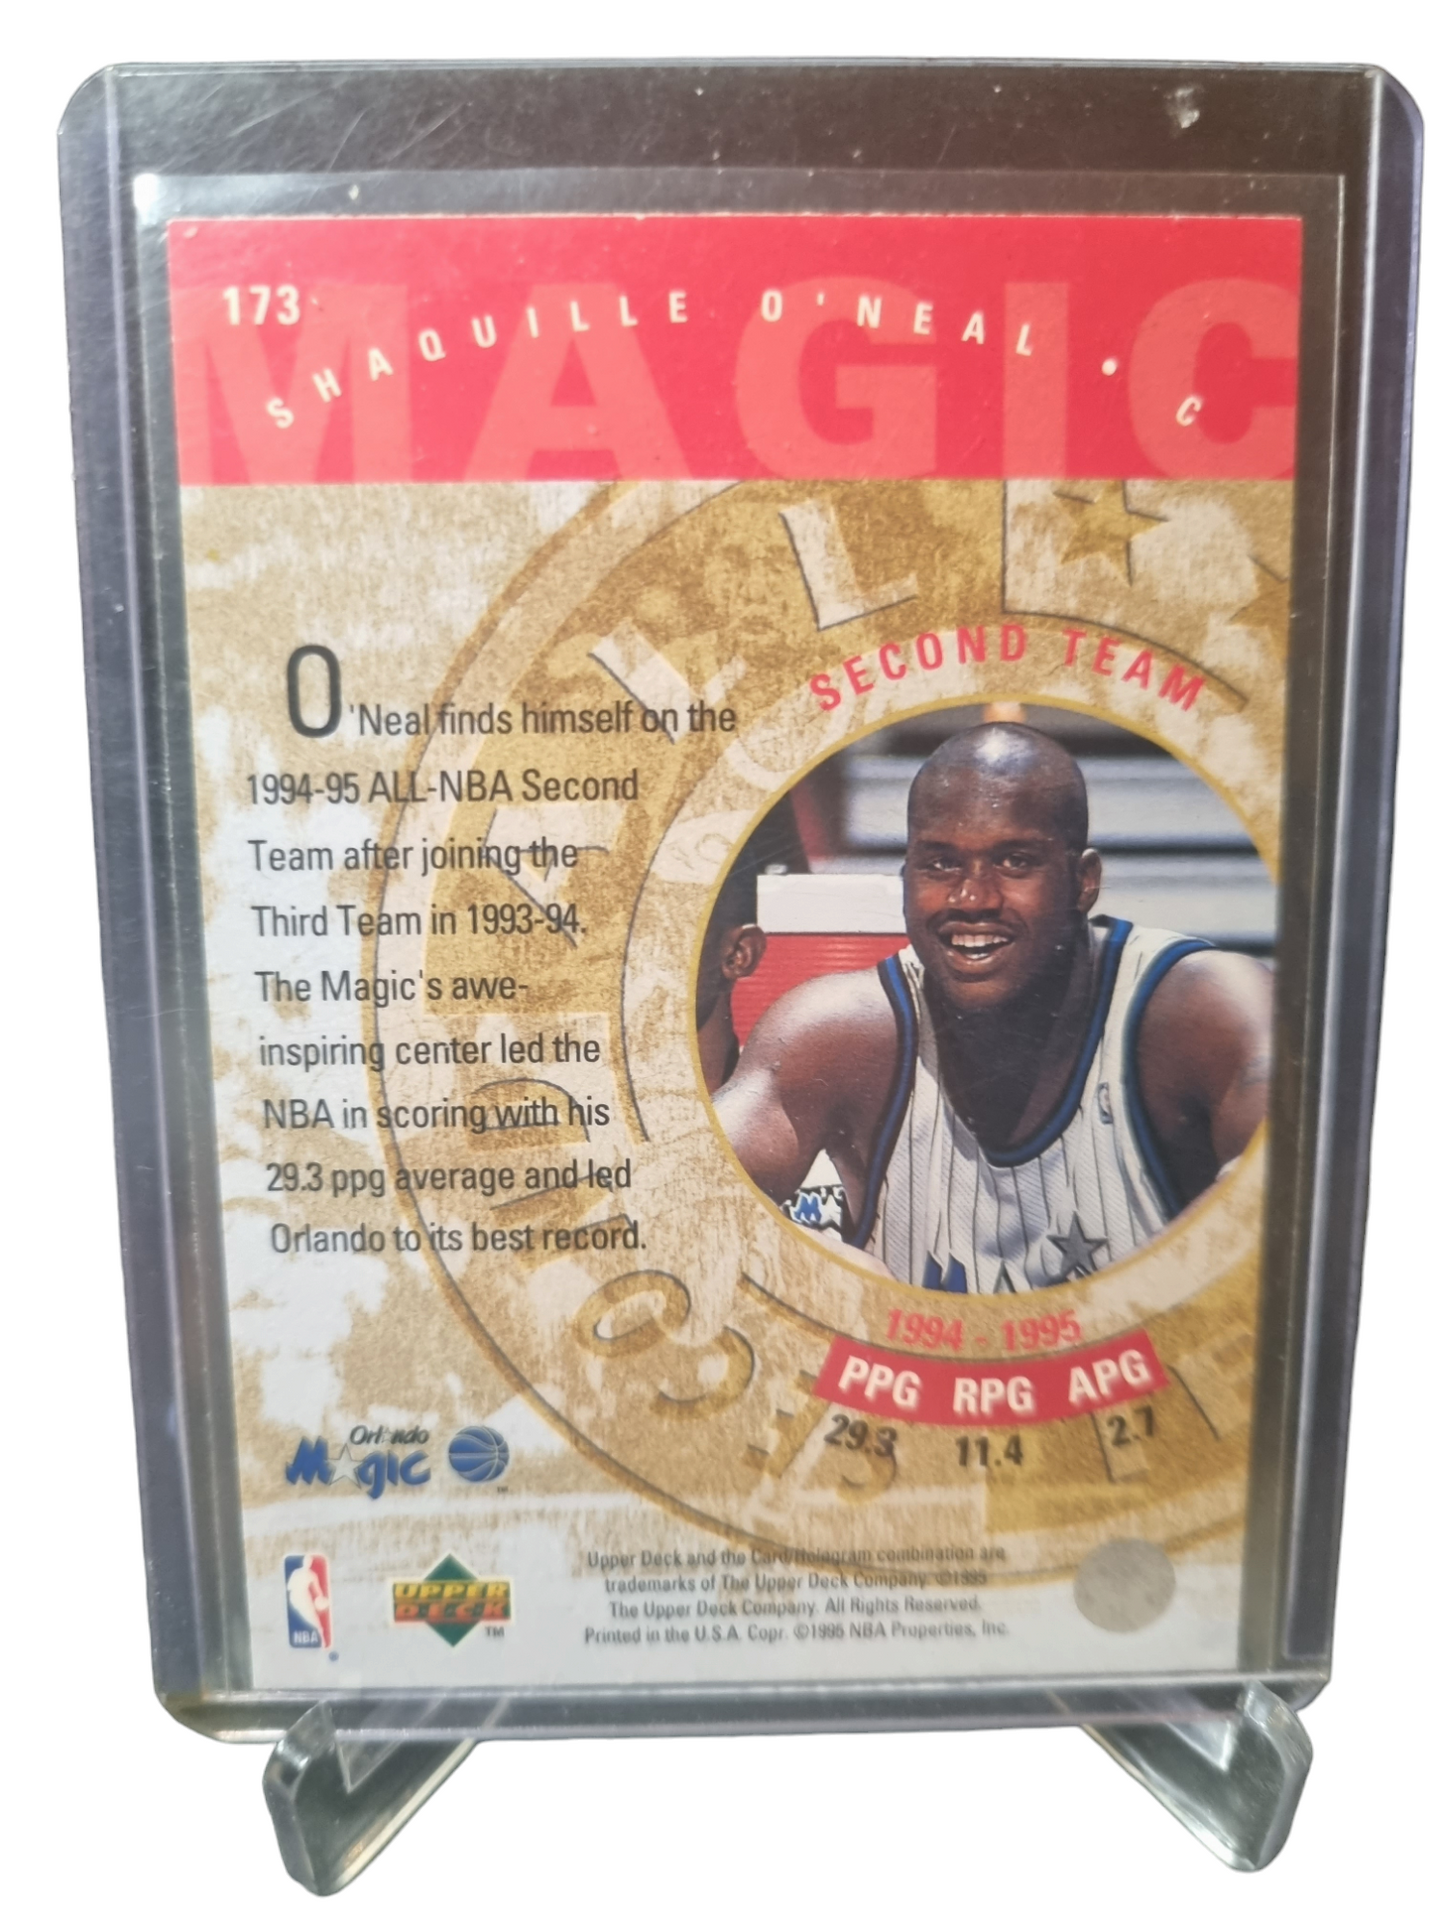 MAGIC
173
SHAQUILLE O'NEAL • C
SECOND TEAM
O'Neal finds himself on the
1994-95 ALL-NBA Second
Team after joining the
Third Team in 1993-94.
The Magic's awe-
inspiring center led the
NBA in scoring with his
29.3 ppg average and led
Orlando to its best record.
1994 - 1995
PPG RPG APG
29.3 11.4 2.7
Orlando
Magic
NBA
UPPER
DECK
TM
Upper Deck and the Card/Hologram combination are
trademarks of The Upper Deck Company. ©1995
The Upper Deck Company. All Rights Reserved.
Printed in the U.S.A. Copr. ©1995 NBA Properties, Inc.